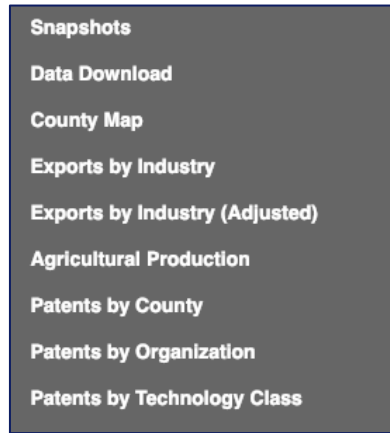 Snapshots
Data Download
County Map
Exports by Industry
Exports by Industry (Adjusted)
Agricultural Production
Patents by County
Patents by Organization
Patents by Technology Class